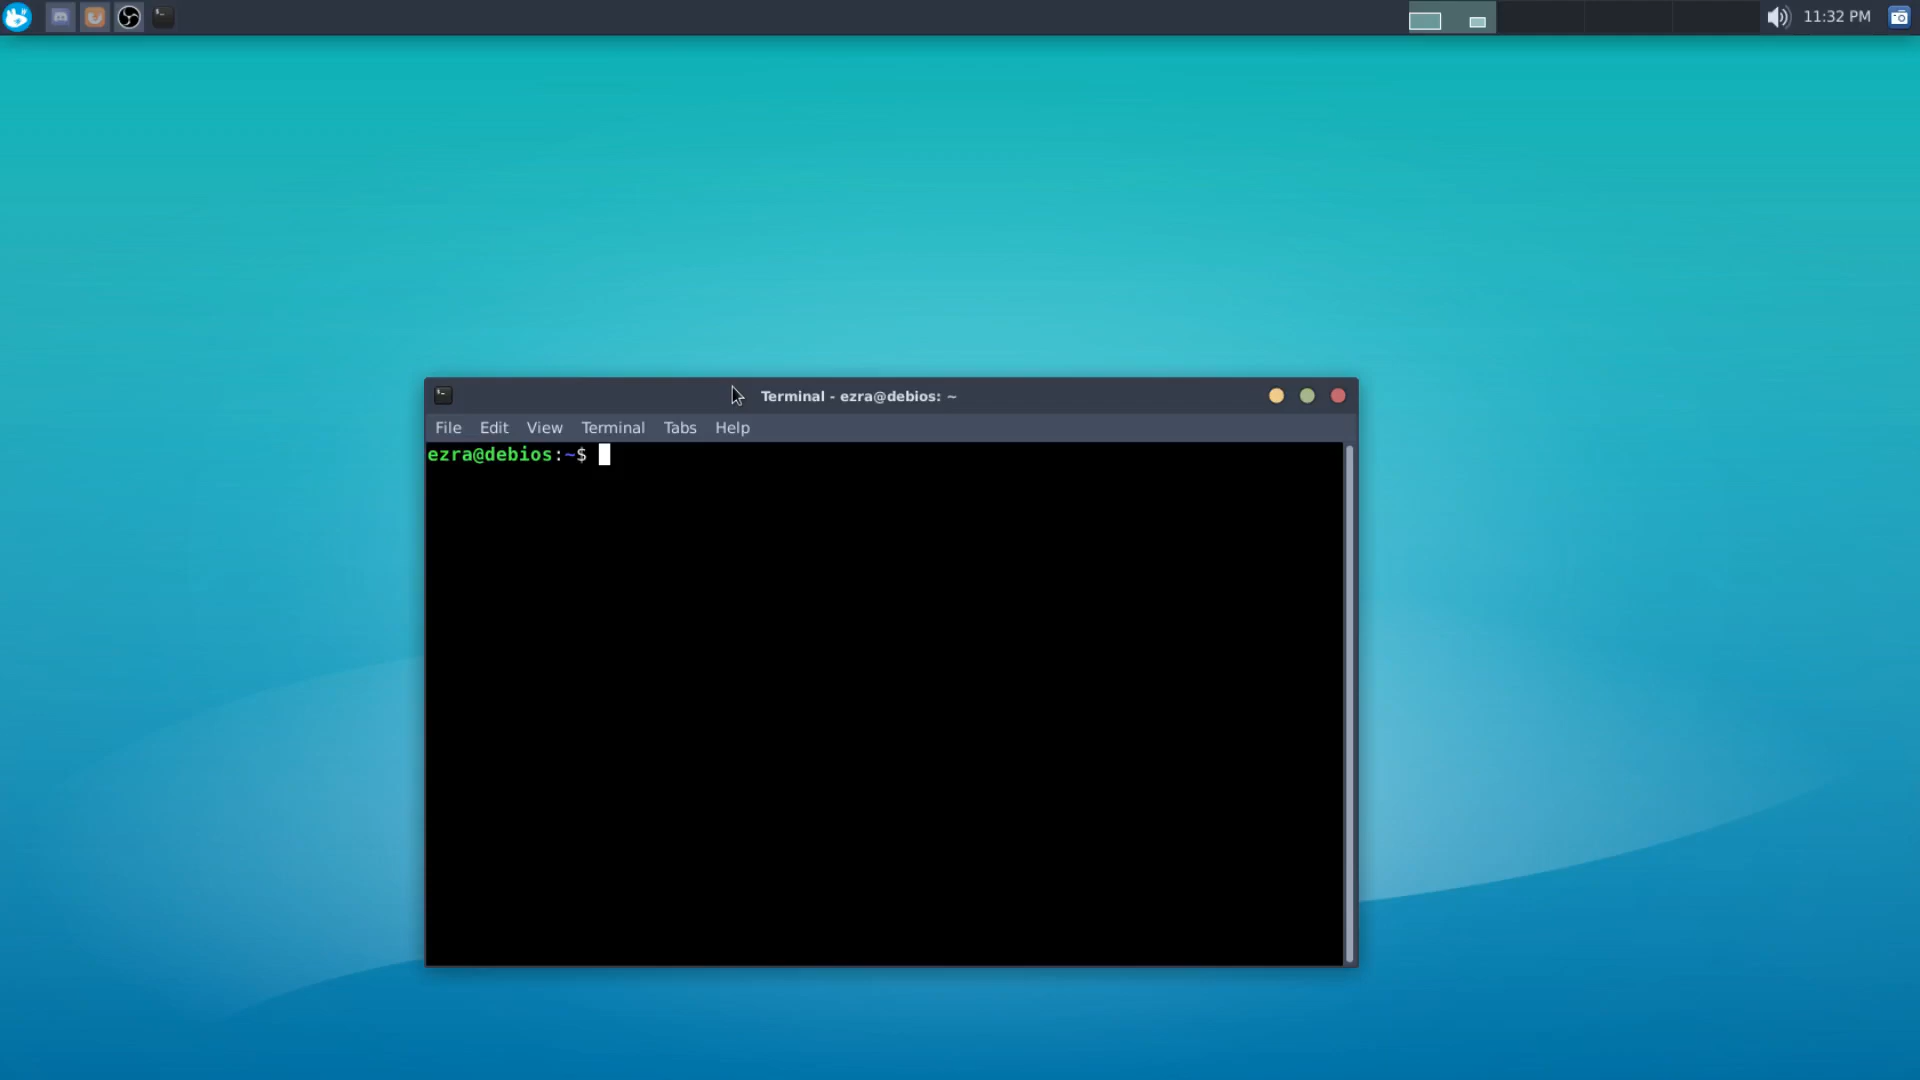 11:32 PM
Terminal - ezra@debios: ~
File Edit View Terminal Tabs Help
ezra@debios:~$